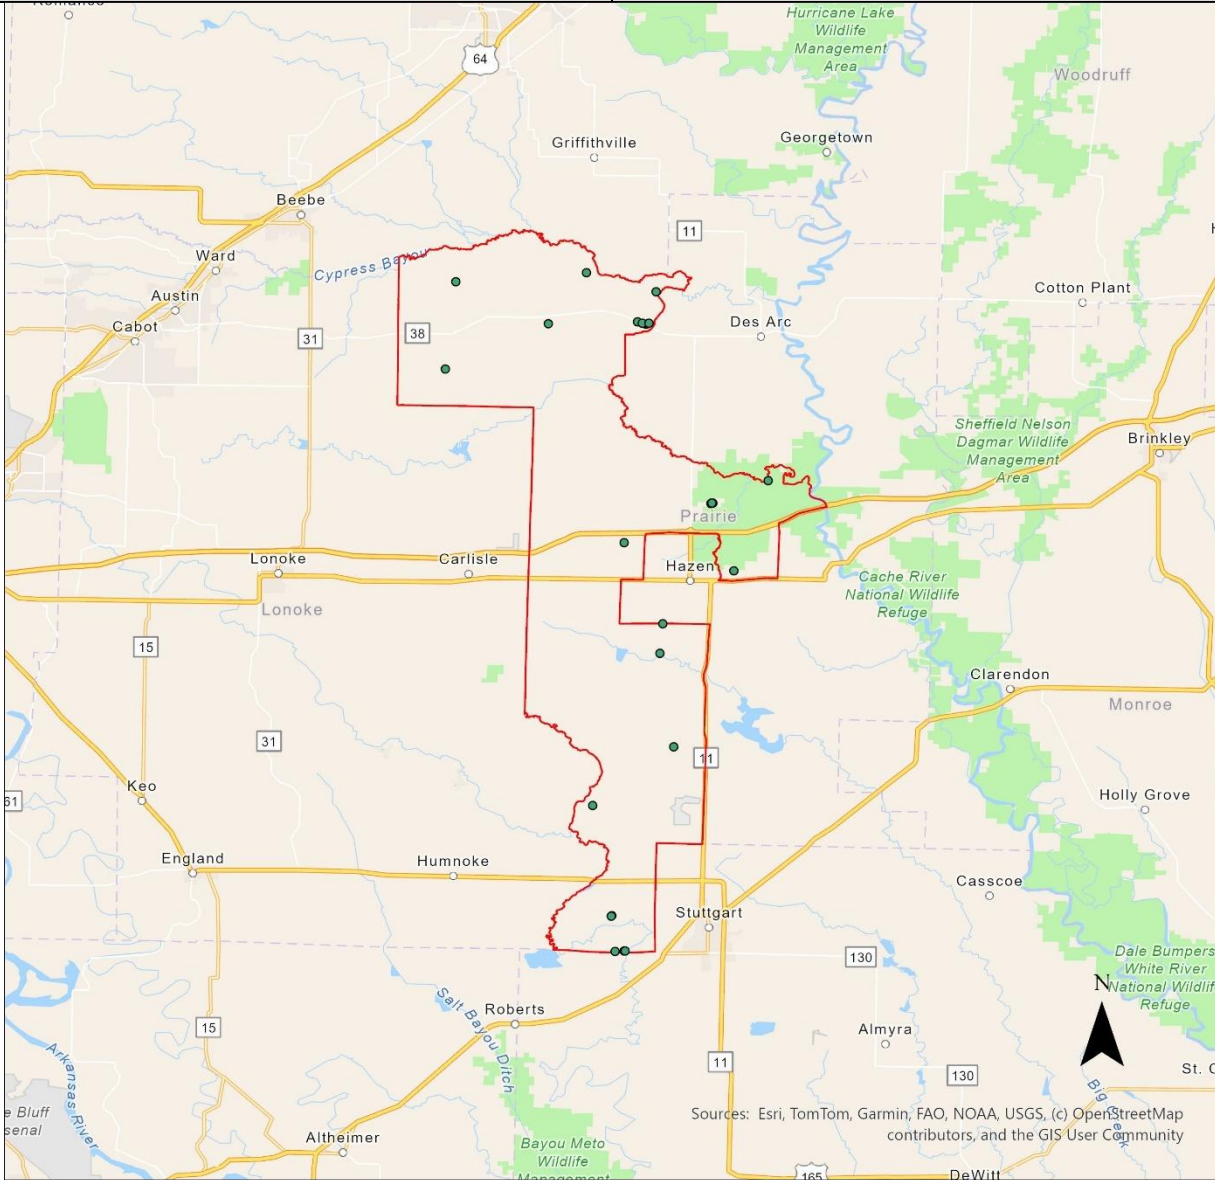 Romance
Hurricane Lake
Wildlife
Management
Area
64
Woodruff
Griffithville
Georgetown
Beebe
11
Ward
Cypress Bayou
Austin
Cotton Plant
Cabot
31
38
Des Arc
Sheffield Nelson
Dagmar Wildlife
Management
Area
Brinkley
Prairie
Lonoke
Carlisle
Hazen
Cache River
National Wildlife
Refuge
Lonoke
15
Clarendon
Monroe
31
11
Keo
61
Holly Grove
England
Humnoke
Casscoe
Stuttgart
130
Dale Bumpers
White River
National Wildlif
Refuge
N
Salt Bayou Ditch
Roberts
15
Almyra
11
130
St. C
Arkansas River
Big Creek
e Bluff
senal
Sources: Esri, TomTom, Garmin, FAO, NOAA, USGS, (c) OpenStreetMap
contributors, and the GIS User Community
Altheimer
Bayou Meto
Wildlife
Management
165
DeWitt